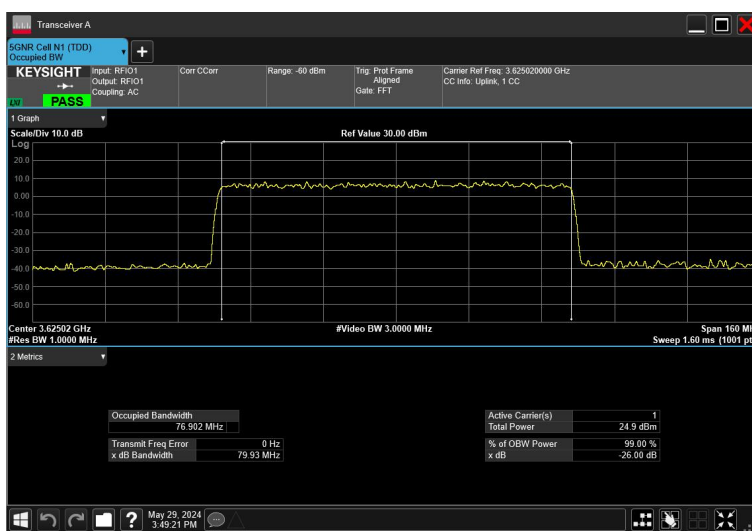 Transceiver A
5GNR Cell N1 (TDD)
Occupied BW
KEYSIGHT
LXI
PASS
Input: RFIO1
Output: RFIO1
Coupling: AC
Corr CCorr
Range: -60 dBm
Trig: Prot Frame
Aligned
Gate: FFT
Carrier Ref Freq: 3.625020000 GHz
CC Info: Uplink, 1 CC
1 Graph
Scale/Div 10.0 dB
Ref Value 30.00 dBm
Log
20.0
10.0
0.00
-10.0
-20.0
-30.0
-40.0
-50.0
-60.0
Center 3.62502 GHz
#Video BW 3.0000 MHz
Span 160 MH
#Res BW 1.0000 MHz
Sweep 1.60 ms (1001 pt
2 Metrics
Occupied Bandwidth
76.902 MHz
Transmit Freq Error 0 Hz
x dB Bandwidth 79.93 MHz
Active Carrier(s) 1
Total Power 24.9 dBm
% of OBW Power 99.00 %
x dB -26.00 dB
?
May 29, 2024
3:49:21 PM